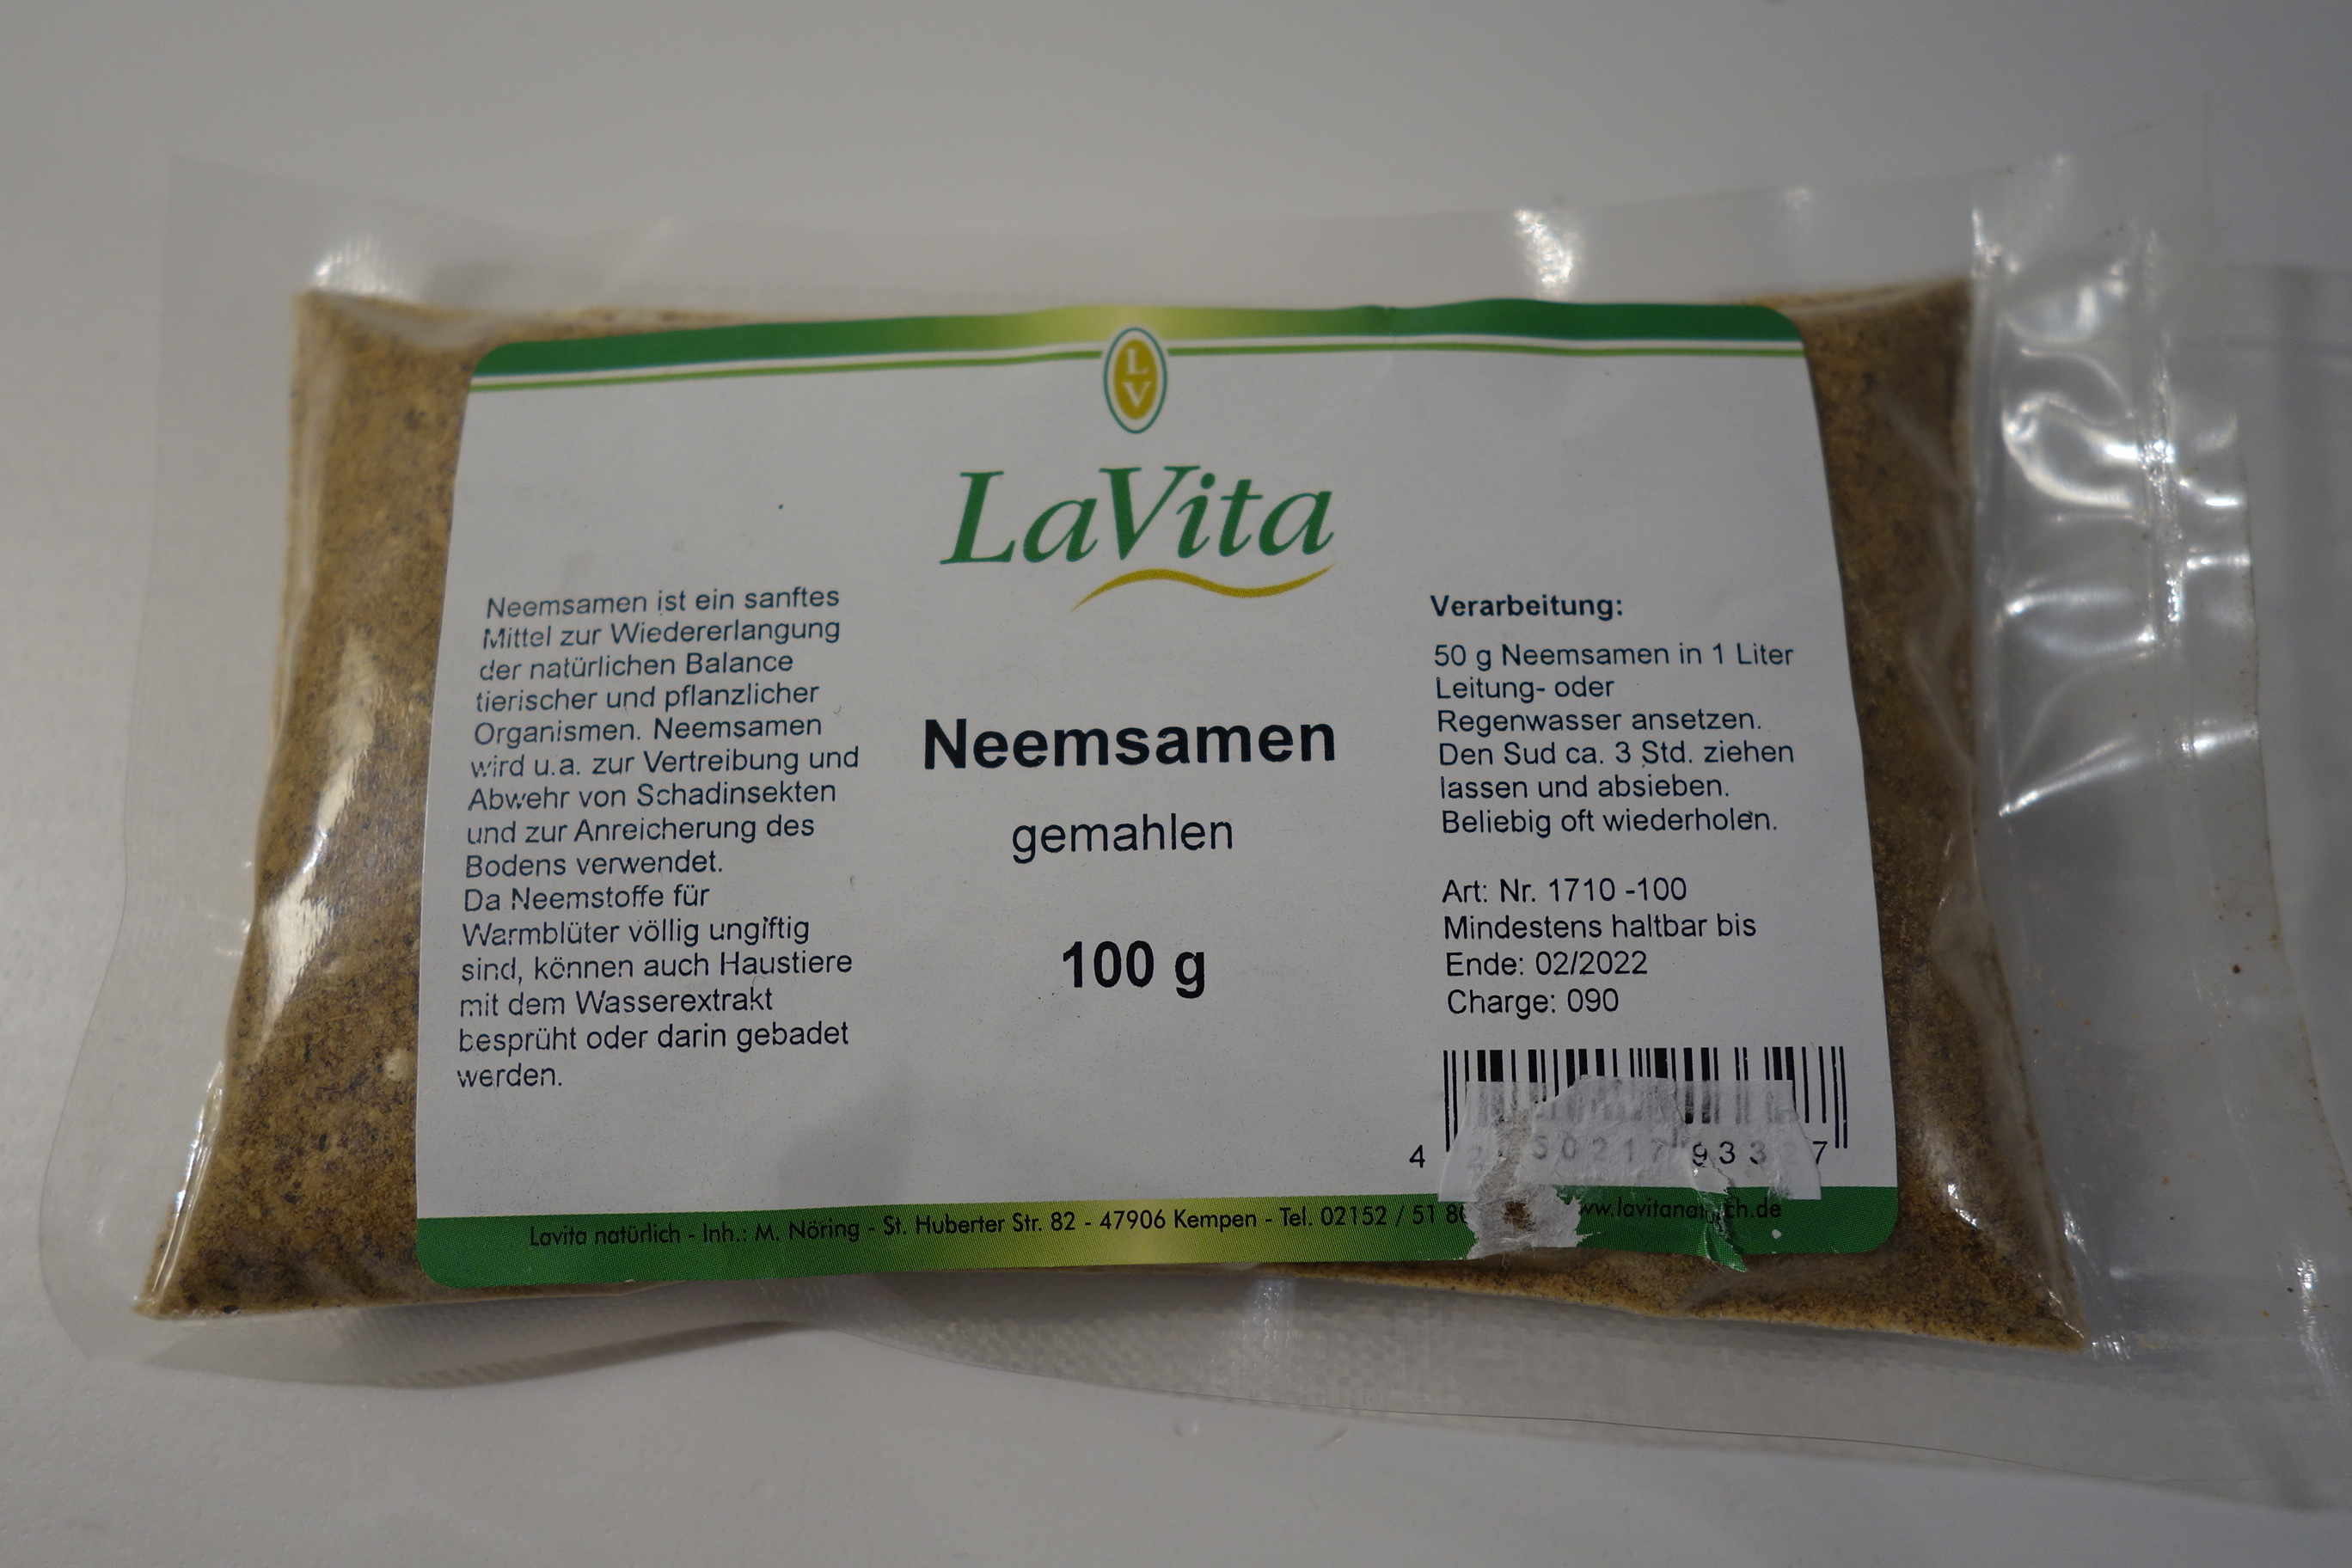 L
V
LaVita
Neemsamen ist ein sanftes
Mittel zur Wiedererlangung
der natürlichen Balance
tierischer und pflanzlicher
Organismen. Neemsamen
wird u.a. zur Vertreibung und
Abwehr von Schadinsekten
und zur Anreicherung des
Bodens verwendet.
Da Neemstoffe für
Warmblüter völlig ungiftig
sind, können auch Haustiere
mit dem Wasserextrakt
besprüht oder darin gebadet
werden.
Neemsamen
gemahlen
100 g
Verarbeitung:
50 g Neemsamen in 1 Liter
Leitung- oder
Regenwasser ansetzen.
Den Sud ca. 3 Std. ziehen
lassen und absieben.
Beliebig oft wiederholen.
Art: Nr. 1710 -100
Mindestens haltbar bis
Ende: 02/2022
Charge: 090
Lavita natürlich - Inh.: M. Nöring - St. Huberter Str. 82 - 47906 Kempen - Tel. 02152 / 51